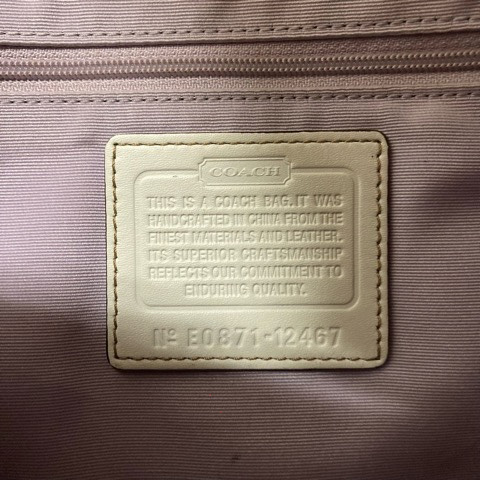 COACH
THIS IS A COACH BAG. IT WAS
HANDCRAFTED IN CHINA FROM THE
FINEST MATERIALS AND LEATHER.
ITS SUPERIOR CRAFTSMANSHIP
REFLECTS OUR COMMITMENT TO
ENDURING QUALITY.
Nº E0871-12467